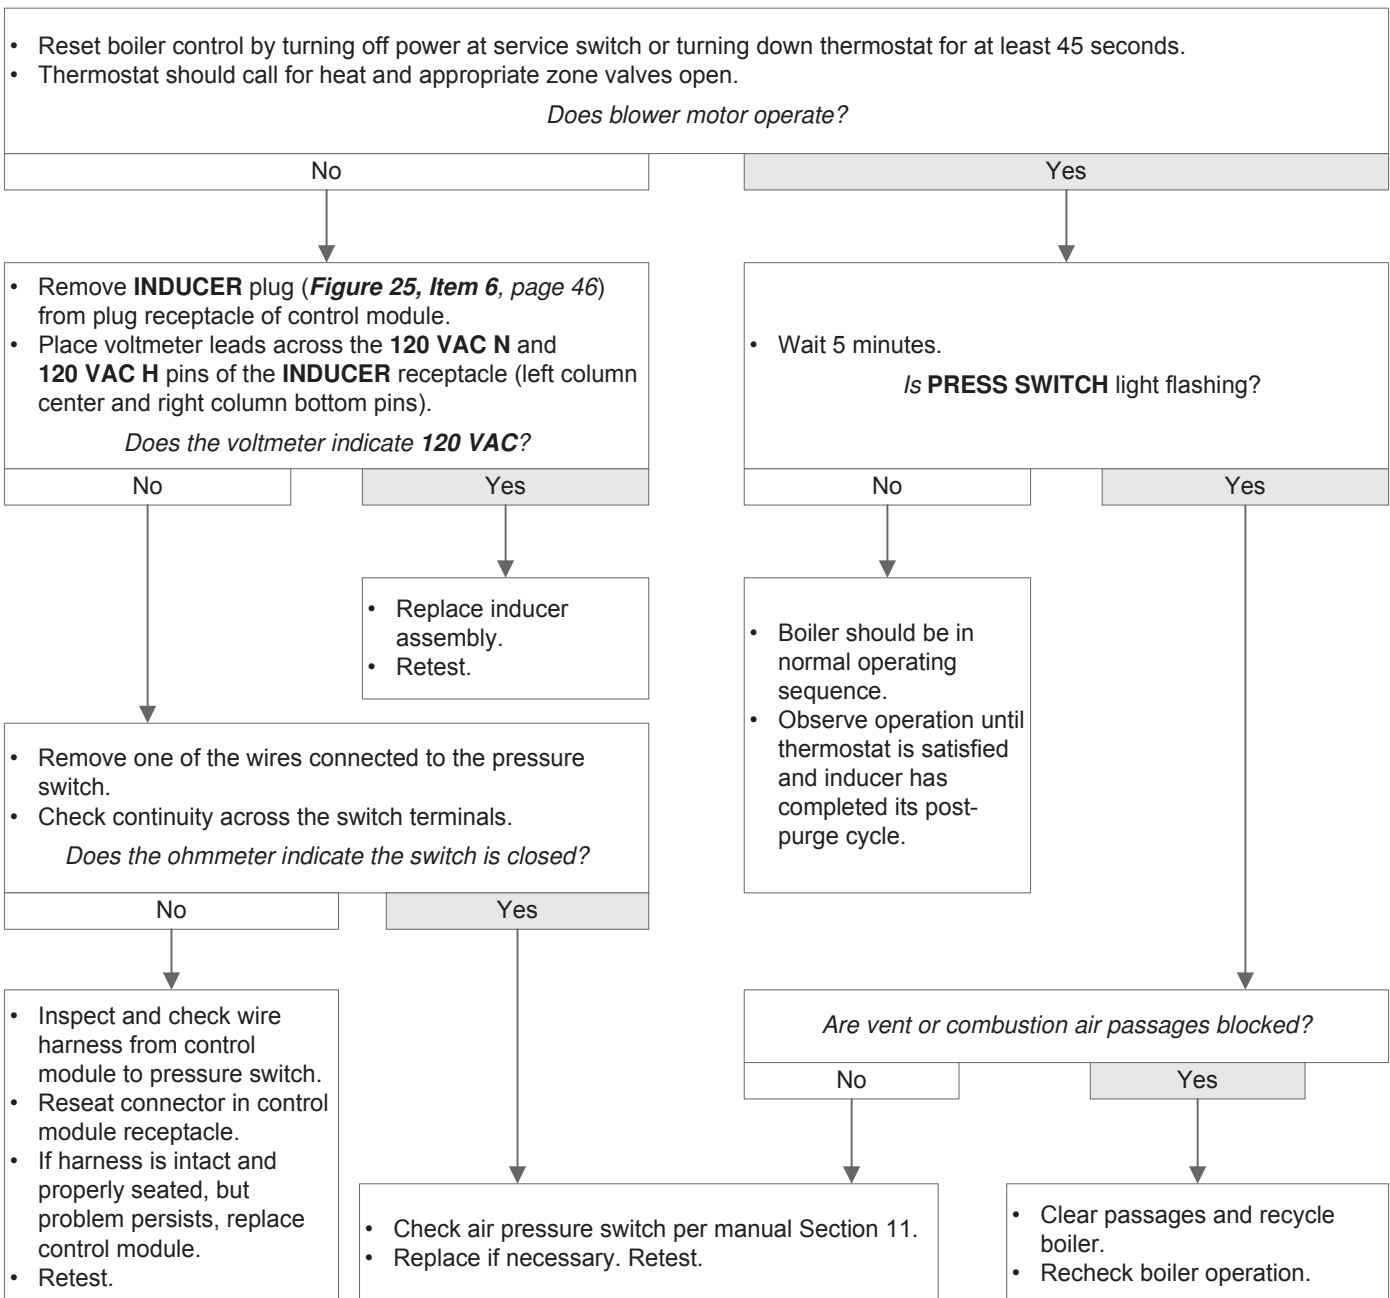 • Reset boiler control by turning off power at service switch or turning down thermostat for at least 45 seconds.
• Thermostat should call for heat and appropriate zone valves open.
Does blower motor operate?
No
Yes
• Remove INDUCER plug (Figure 25, Item 6, page 46)
from plug receptacle of control module.
• Place voltmeter leads across the 120 VAC N and
120 VAC H pins of the INDUCER receptacle (left column
center and right column bottom pins).
Does the voltmeter indicate 120 VAC?
No
Yes
• Wait 5 minutes.
Is PRESS SWITCH light flashing?
No
Yes
• Replace inducer
assembly.
• Retest.
• Boiler should be in
normal operating
sequence.
• Observe operation until
thermostat is satisfied
and inducer has
completed its post-
purge cycle.
• Remove one of the wires connected to the pressure
switch.
• Check continuity across the switch terminals.
Does the ohmmeter indicate the switch is closed?
No
Yes
• Inspect and check wire
harness from control
module to pressure switch.
• Reseat connector in control
module receptacle.
• If harness is intact and
properly seated, but
problem persists, replace
control module.
• Retest.
Are vent or combustion air passages blocked?
No
Yes
• Check air pressure switch per manual Section 11.
• Replace if necessary. Retest.
• Clear passages and recycle
boiler.
• Recheck boiler operation.